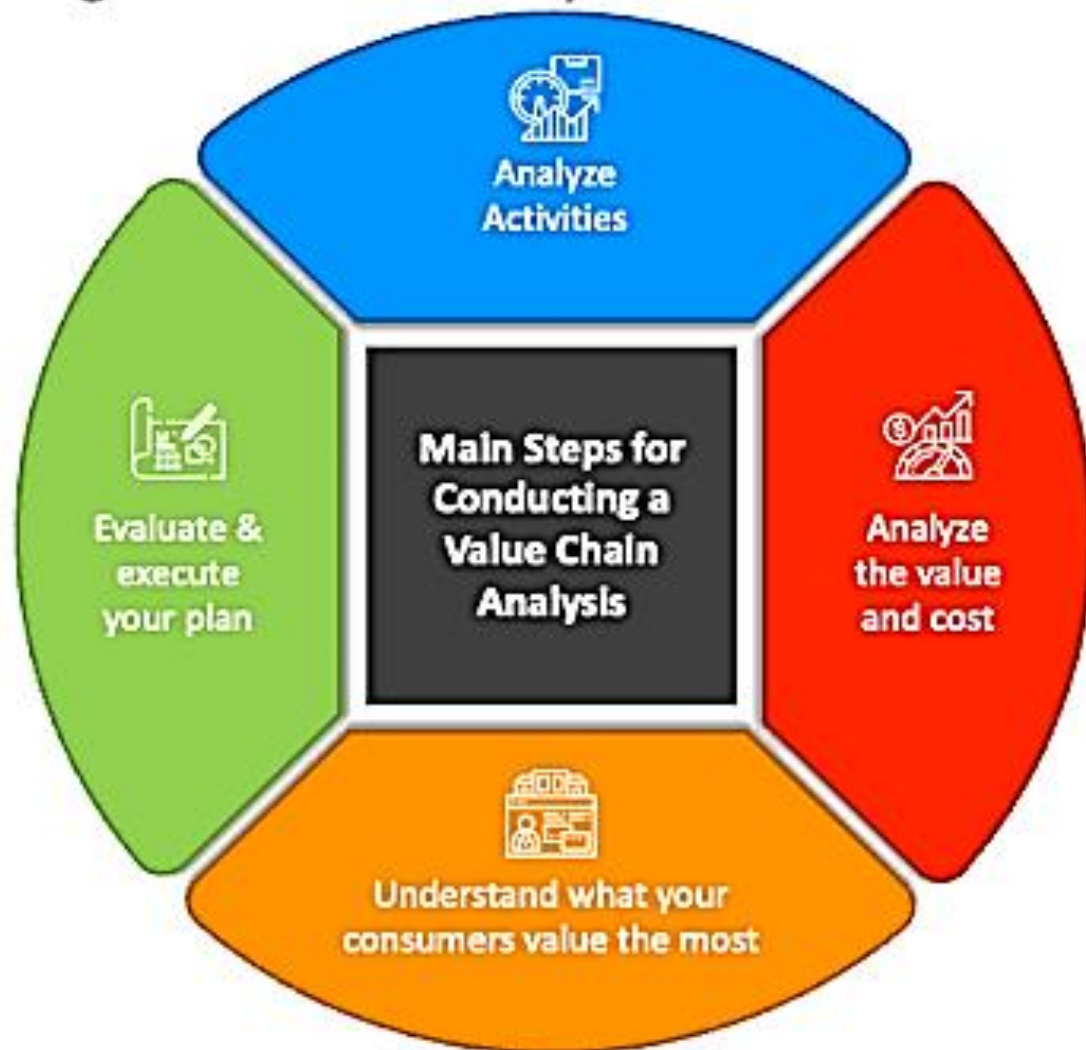 Analyze
Activities
Evaluate &
execute
your plan
Main Steps for
Conducting a
Value Chain
Analysis
Analyze
the value
and cost
Understand what your
consumers value the most